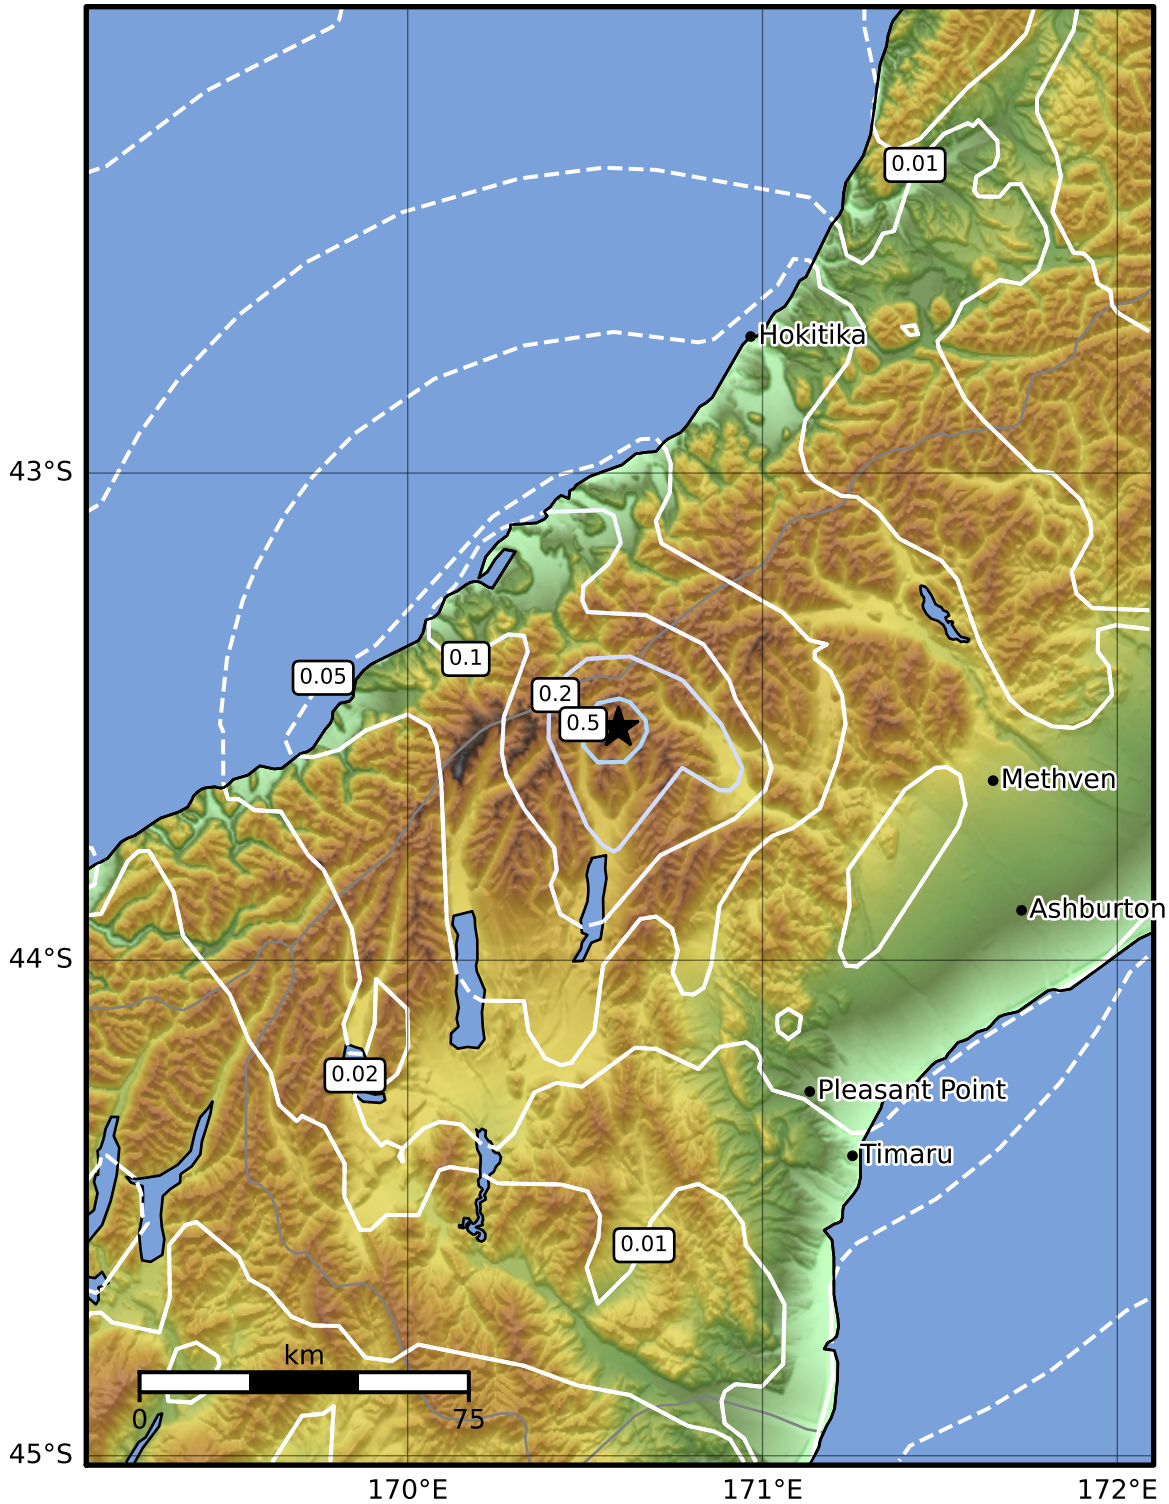 0.01
Hokitika
43°S
0.1
0.05
0.2
0.5
Methven
Ashburton
44°S
0.02
Pleasant Point
Timaru
0.01
km
0 75
45°S
170°E 171°E 172°E